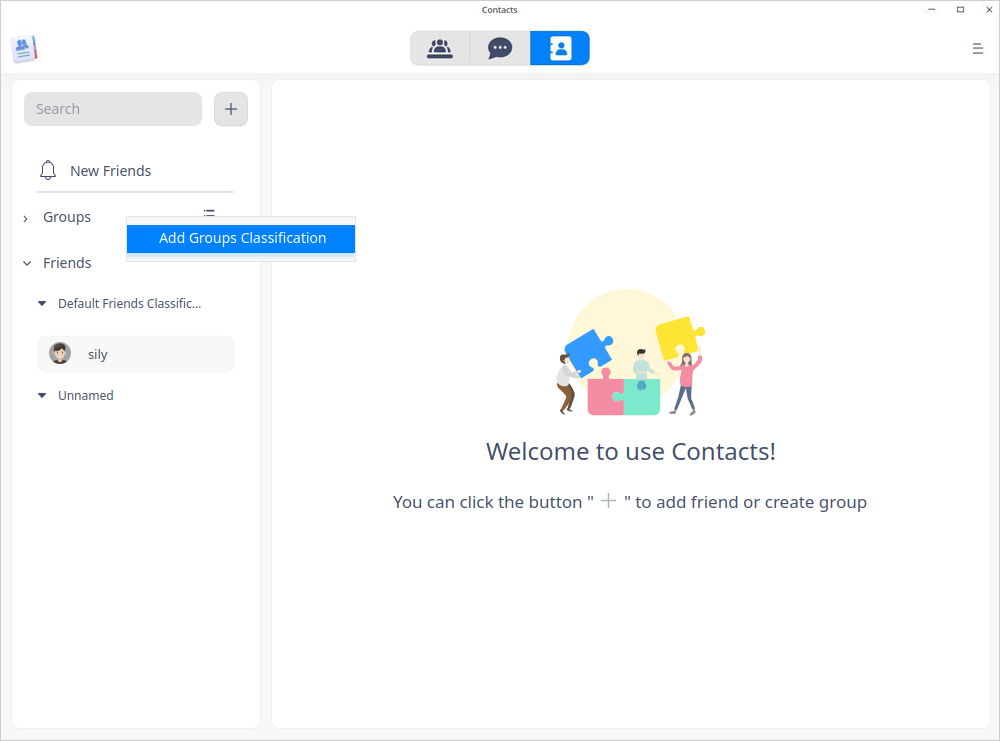 Contacts
Search
New Friends
Groups
Add Groups Classification
Friends
Default Friends Classific...
sily
Unnamed
Welcome to use Contacts!
You can click the button " + " to add friend or create group